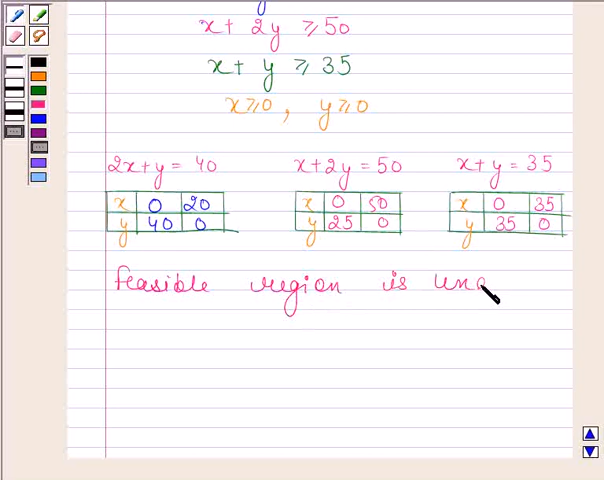 x + 2y ≥ 50
x + y ≥ 35
x ≥ 0 , y ≥ 0
2x + y = 40 x + 2y = 50 x + y = 35
x 0 20 x 0 50 x 0 35
y 40 0 y 25 0 y 35 0
feasible region is un